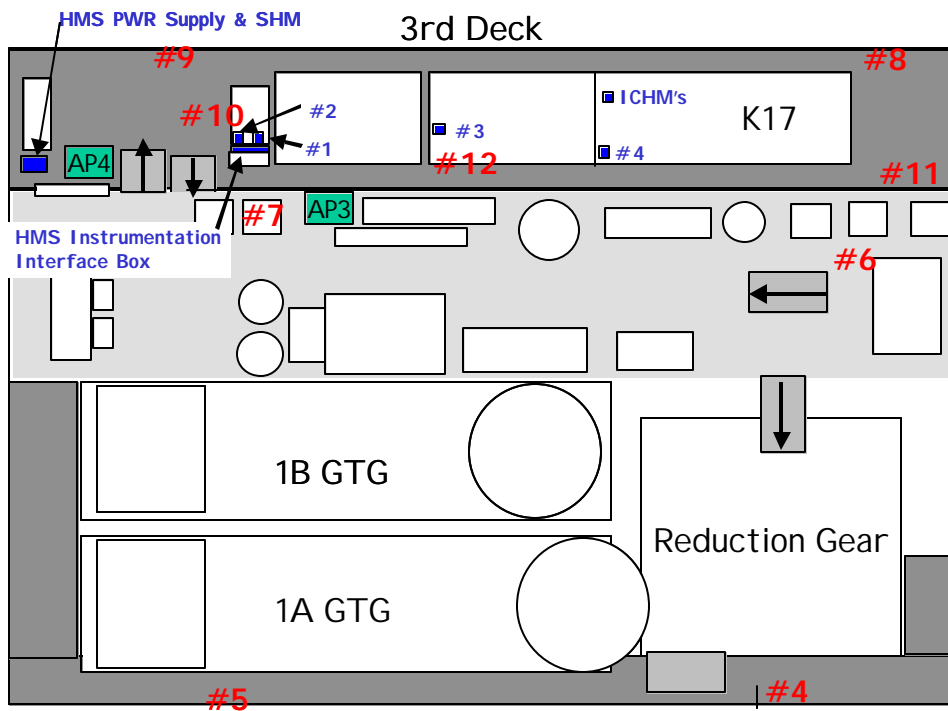 HMS PWR Supply & SHM
3rd Deck
#9
#8
#10
#2
ICHM's
K17
#3
#1
#4
#12
AP4
#11
#7
AP3
HMS Instrumentation
Interface Box
#6
1B GTG
Reduction Gear
1A GTG
#5
#4